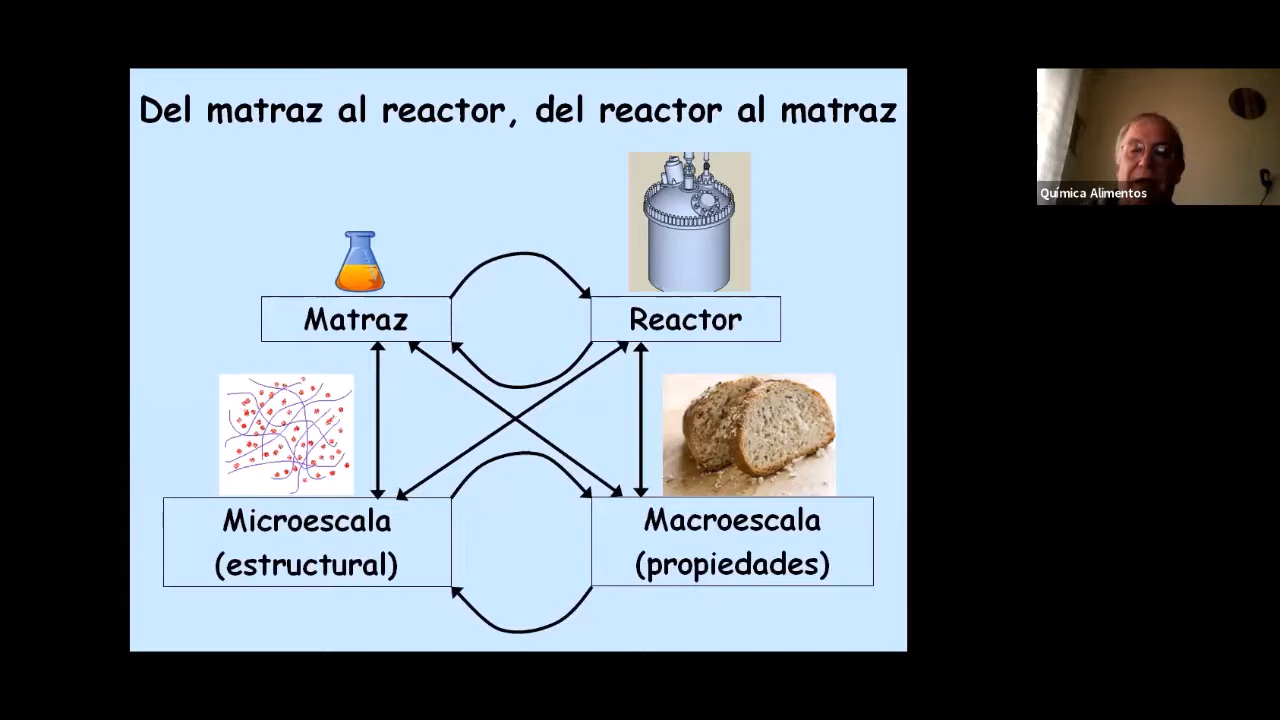 Del matraz al reactor, del reactor al matraz
Química Alimentos
Matraz
Reactor
Microescala
(estructural)
Macroescala
(propiedades)